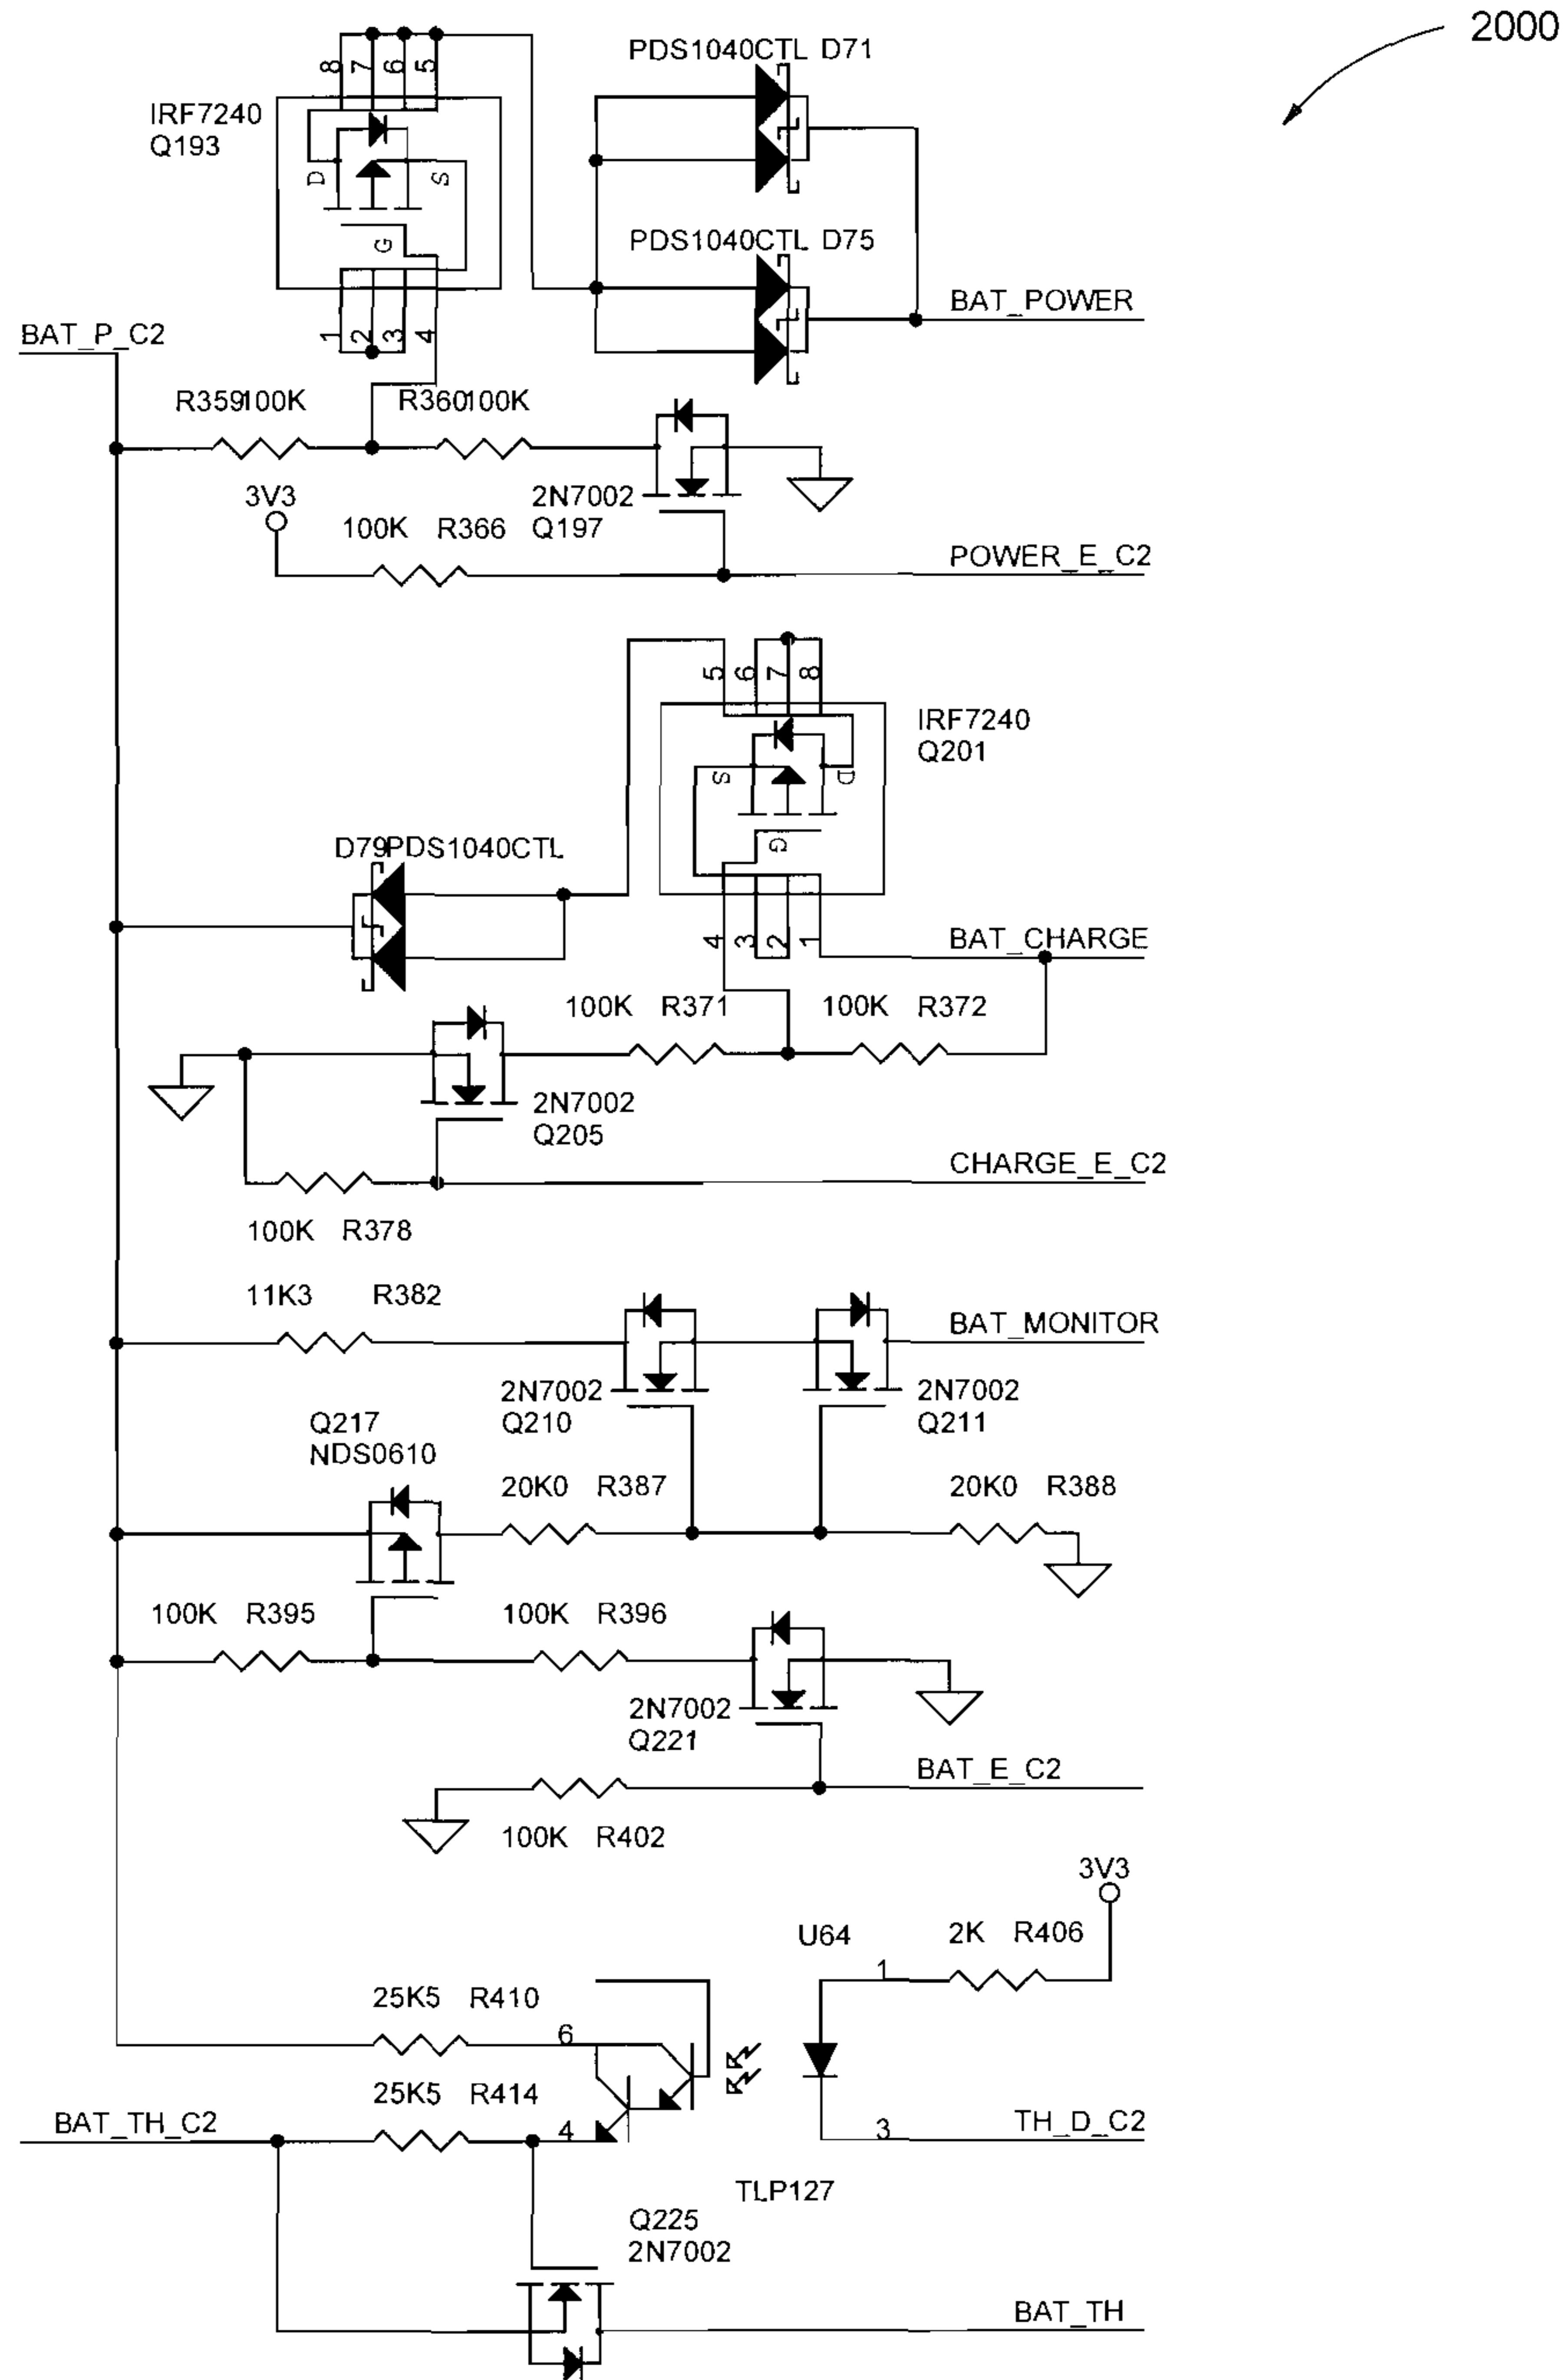 2000
PDS1040CTL D71
8 7 6 5
IRF7240
Q193
D S
G
PDS1040CTL D75
BAT_POWER
1 2 3 4
BAT_P_C2
R359100K R360100K
3V3
100K R366
2N7002
Q197
POWER_E_C2
5 6 7 8
IRF7240
Q201
S D
G
D79PDS1040CTL
4 3 2 1
BAT_CHARGE
100K R371 100K R372
2N7002
Q205
CHARGE_E_C2
100K R378
11K3 R382
BAT_MONITOR
2N7002
Q210
2N7002
Q211
Q217
NDS0610
20K0 R387 20K0 R388
100K R395 100K R396
2N7002
Q221
BAT_E_C2
100K R402
3V3
U64 2K R406
1
25K5 R410
6
25K5 R414
BAT_TH_C2
4
3
TH_D_C2
TLP127
Q225
2N7002
BAT_TH